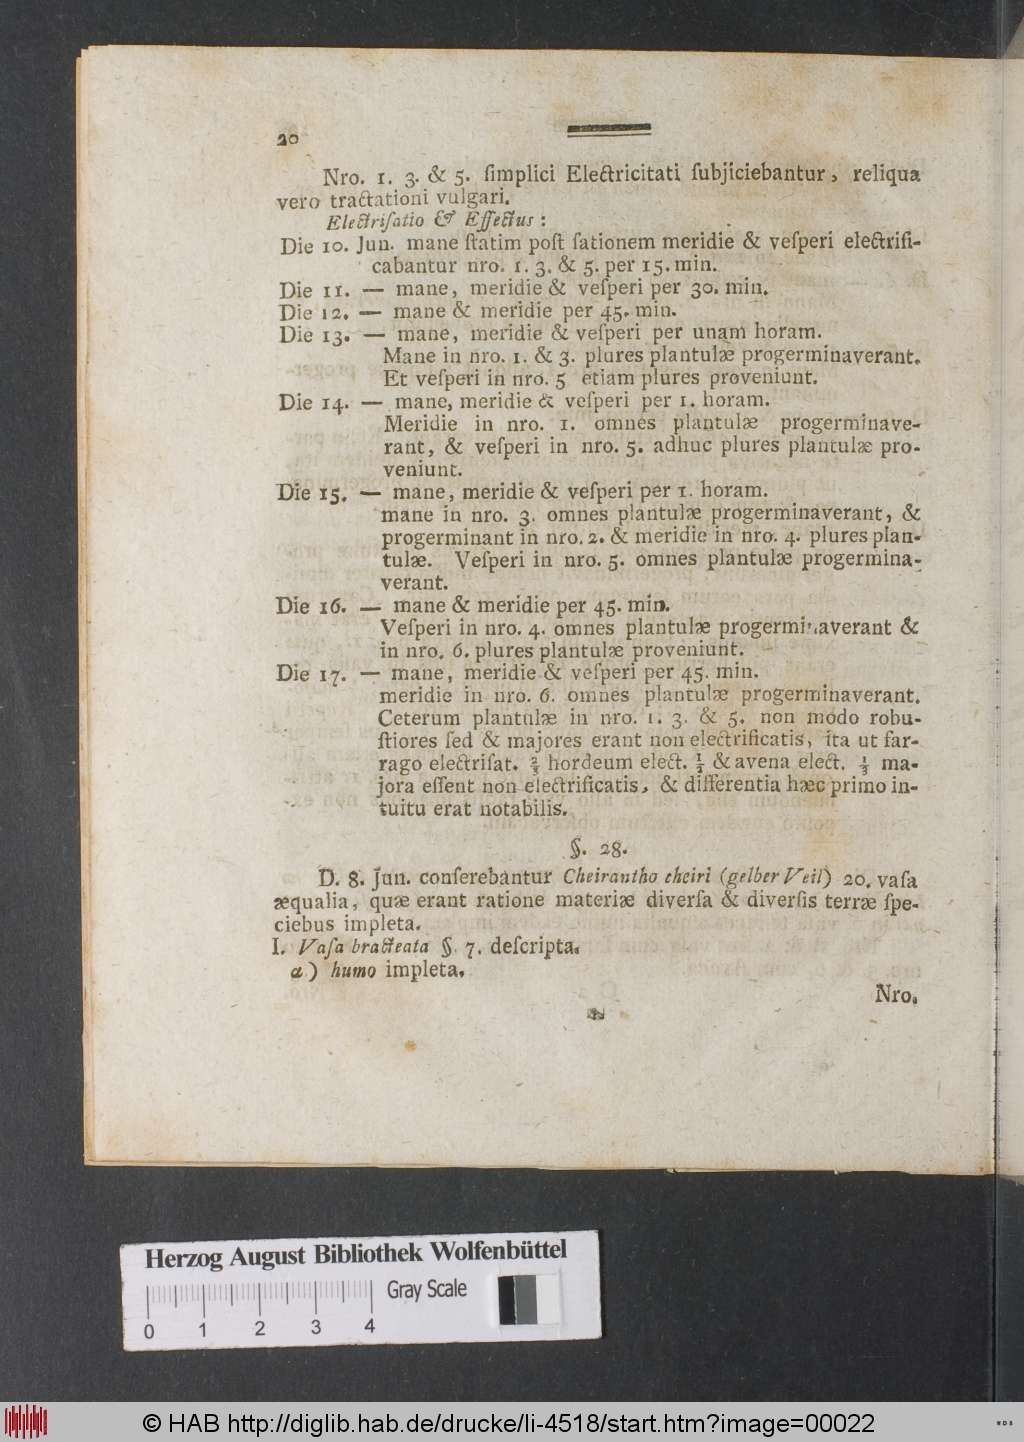 20
Nro. 1. 3. & 5. ſimplici Electricitati ſubjiciebantur, reliqua
vero tractationi vulgari.
Electriſatio & Effectus:
Die 10. Jun. mane ſtatim poſt ſationem meridie & veſperi electrifi-
cabantur nro. 1. 3. & 5. per 15. min.
Die 11. — mane, meridie & veſperi per 30. min.
Die 12. — mane & meridie per 45. min.
Die 13. — mane, meridie & veſperi per unam horam.
Mane in nro. 1. & 3. plures plantulæ progerminaverant.
Et veſperi in nro. 5 etiam plures proveniunt.
Die 14. — mane, meridie & veſperi per 1. horam.
Meridie in nro. 1. omnes plantulæ progerminave-
rant, & veſperi in nro. 5. adhuc plures plantulæ pro-
veniunt.
Die 15. — mane, meridie & veſperi per 1. horam.
mane in nro. 3. omnes plantulæ progerminaverant, &
progerminant in nro. 2. & meridie in nro. 4. plures plan-
tulæ. Veſperi in nro. 5. omnes plantulæ progermina-
verant.
Die 16. — mane & meridie per 45. min.
Veſperi in nro. 4. omnes plantulæ progerminaverant &
in nro. 6. plures plantulæ proveniunt.
Die 17. — mane, meridie & veſperi per 45. min.
meridie in nro. 6. omnes plantulæ progerminaverant.
Ceterum plantulæ in nro. 1. 3. & 5. non modo robu-
ſtiores ſed & majores erant non electrificatis, ita ut far-
rago electriſat. ⅔ hordeum elect. ½ & avena elect. ⅓ ma-
jora eſſent non electrificatis, & differentia hæc primo in-
tuitu erat notabilis.
§. 28.
D. 8. Jun. conſerebantur Cheirantho cheiri (gelber Veil) 20. vaſa
æqualia, quæ erant ratione materiæ diverſa & diverſis terræ ſpe-
ciebus impleta.
I. Vaſa bracteata §. 7. deſcripta.
a) humo impleta.
Nro.
Herzog August Bibliothek Wolfenbüttel
Gray Scale
0 1 2 3 4
© HAB http://diglib.hab.de/drucke/li-4518/start.htm?image=00022